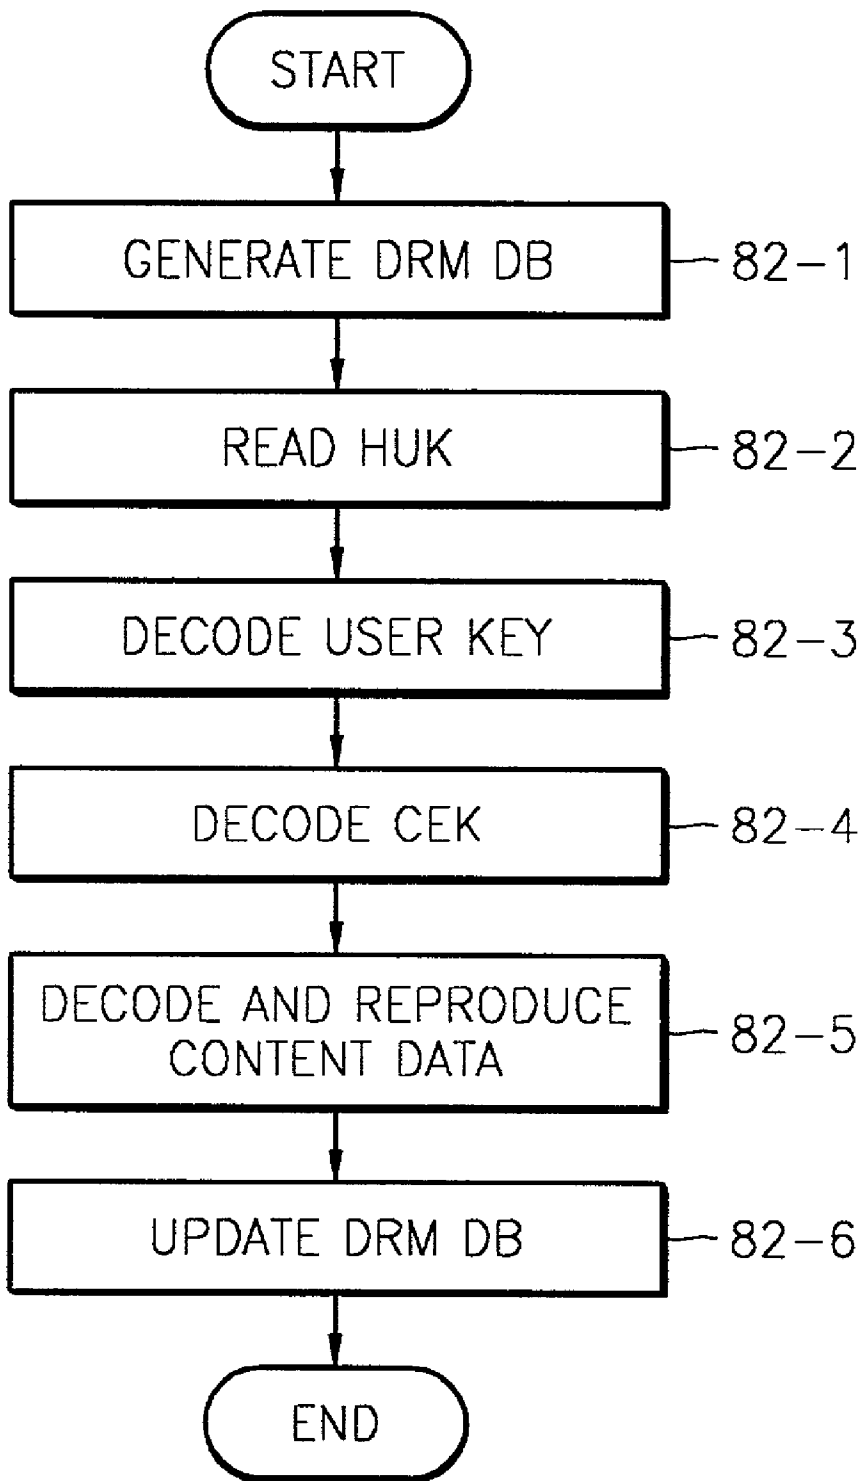 START
GENERATE DRM DB
82-1
READ HUK
82-2
DECODE USER KEY
82-3
DECODE CEK
82-4
DECODE AND REPRODUCE
CONTENT DATA
82-5
UPDATE DRM DB
82-6
END